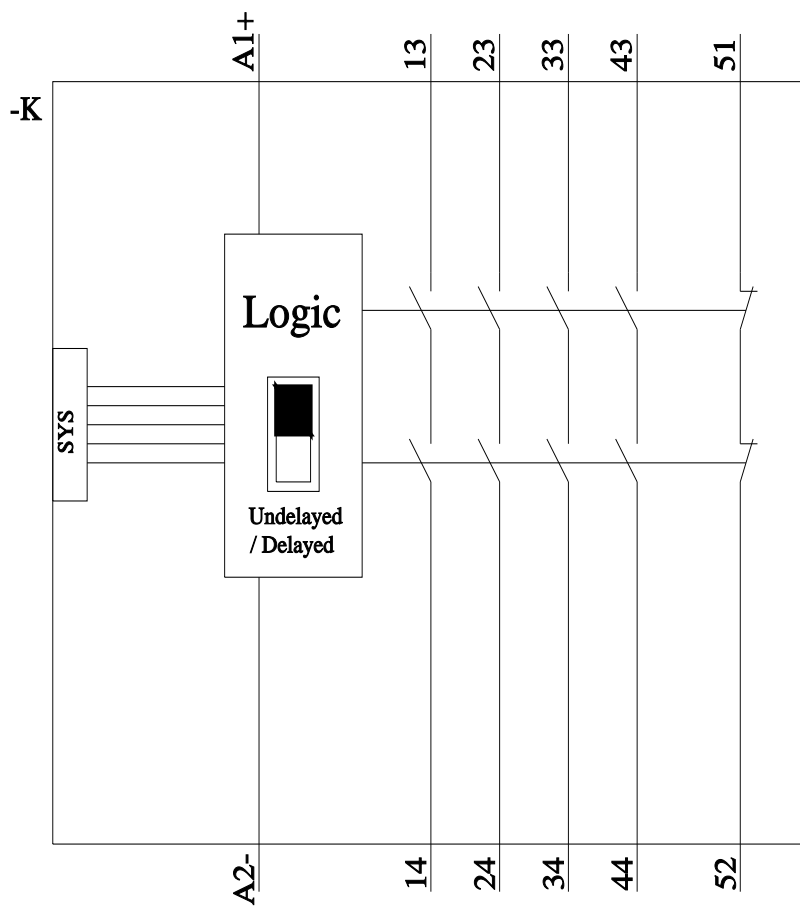 A1+
13
23
33
43
51
-K
Logic
SYS
Undelayed
/ Delayed
A2-
14
24
34
44
52